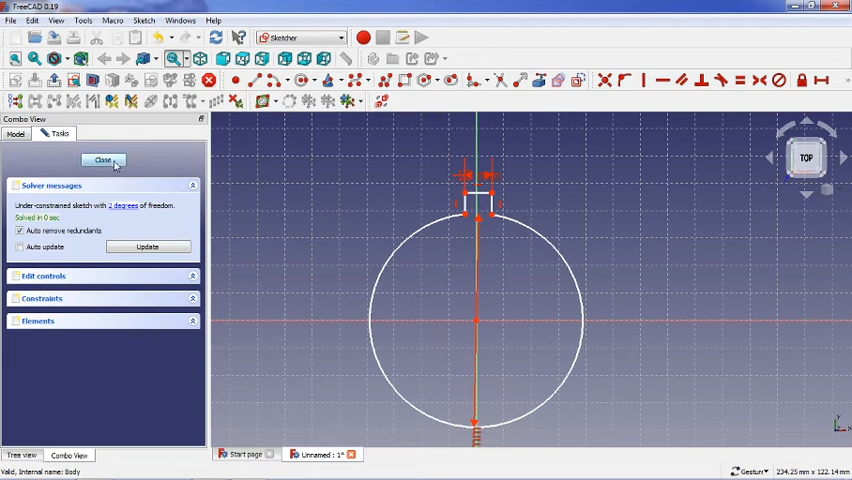 FreeCAD 0.19
File Edit View Tools Macro Sketch Windows Help
Sketcher
Combo View
Model Tasks
Close
Solver messages
Under-constrained sketch with 2 degrees of freedom.
Solved in 0 sec
Auto remove redundants
Auto update Update
Edit controls
Constraints
Elements
TOP
Tree view Combo View
Start page Unnamed : 1*
Valid, Internal name: Body
Gesture 234.25 mm x 122.14 mm